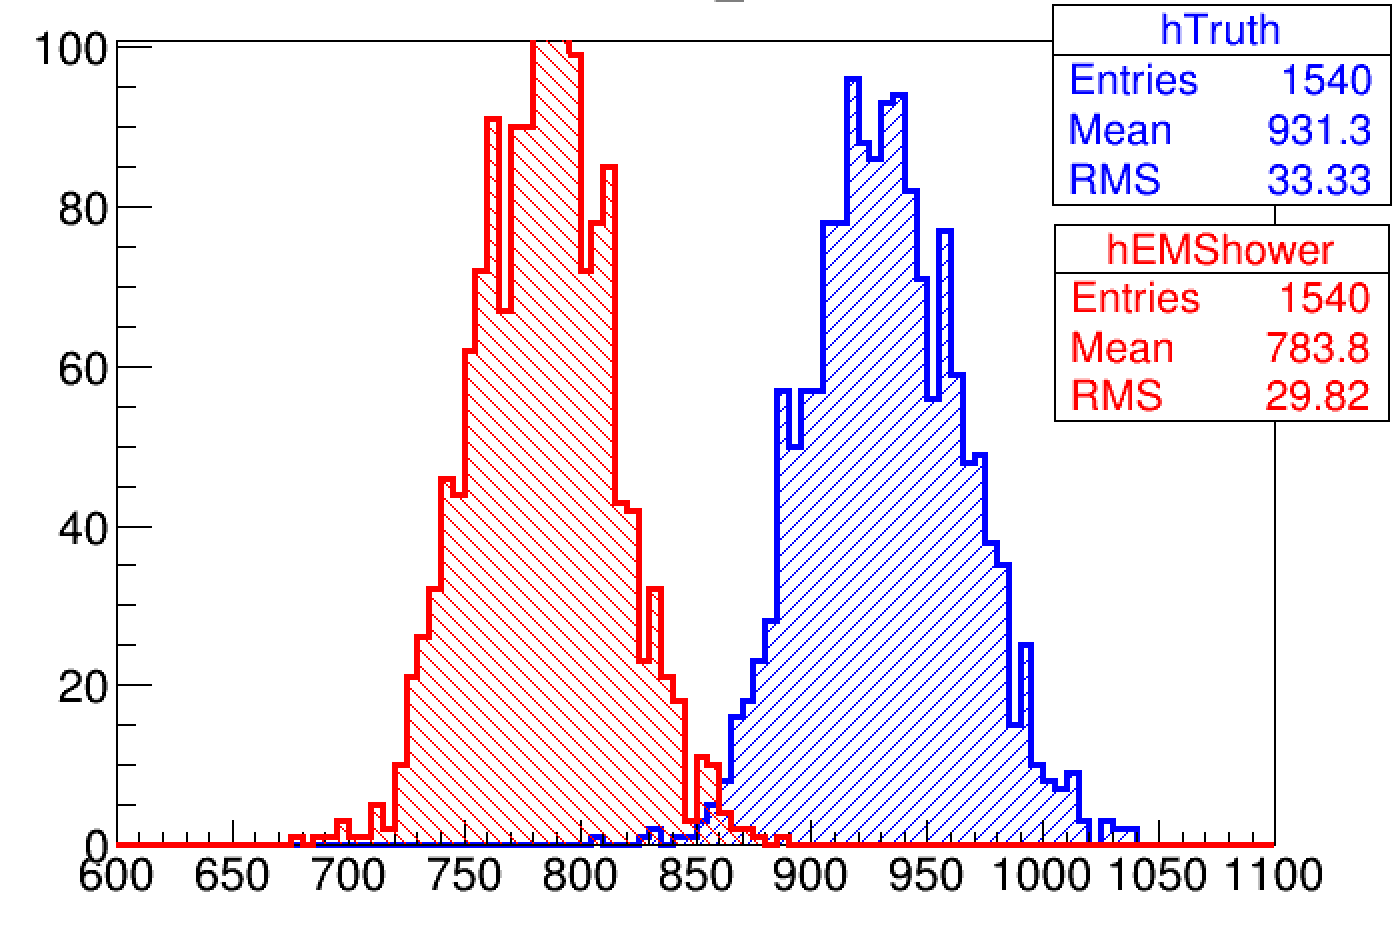 hTruth
Entries 1540
Mean 931.3
RMS 33.33
hEMShower
Entries 1540
Mean 783.8
RMS 29.82
100
80
60
40
20
0
600 650 700 750 800 850 900 950 1000 1050 1100